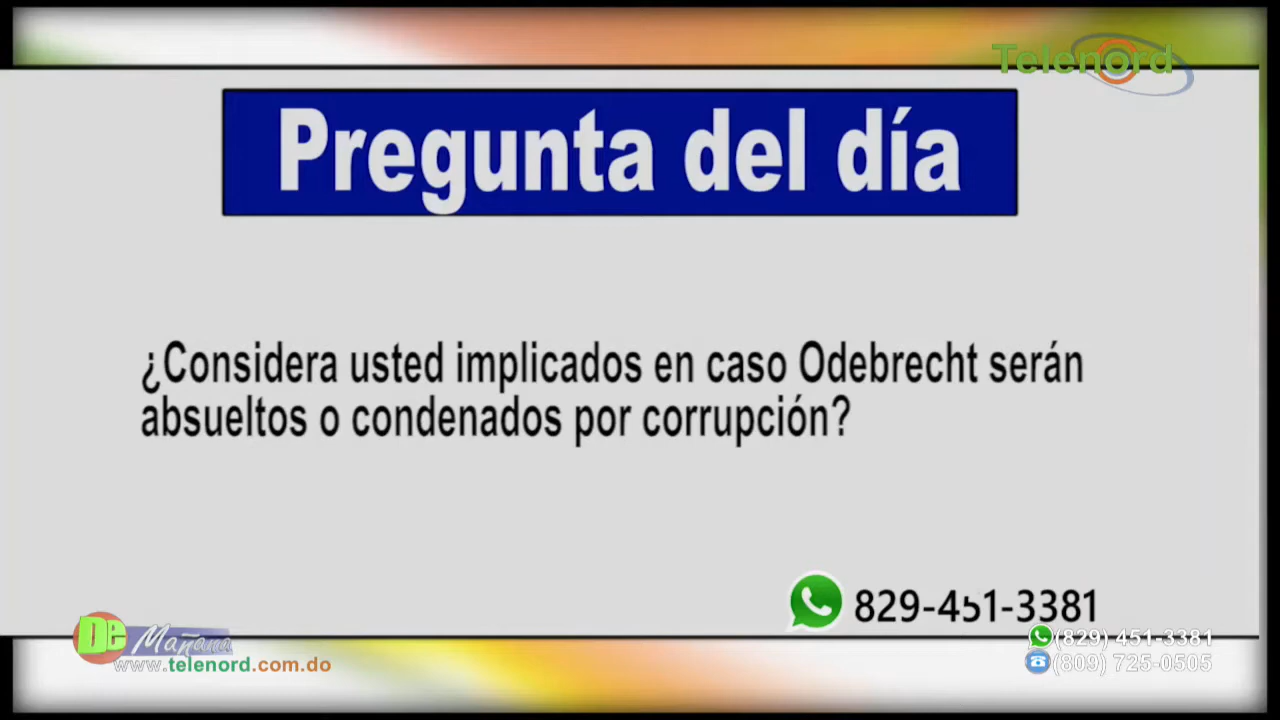 Telenord
Pregunta del día
¿Considera usted implicados en caso Odebrecht serán
absueltos o condenados por corrupción?
829-451-3381
De Mañana
www.telenord.com.do
(829) 451-3381
(809) 725-0505